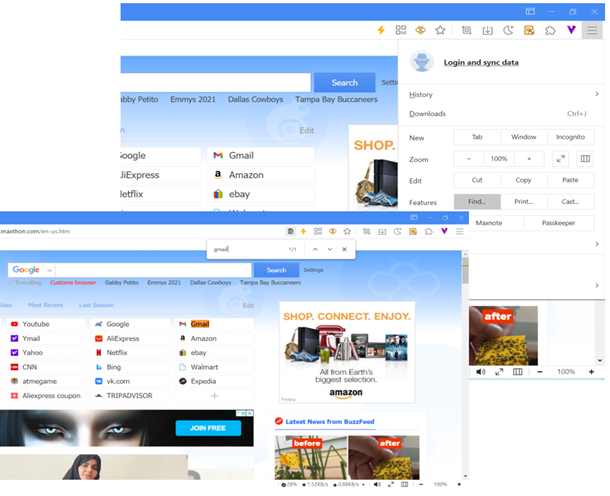 Search
Setti
abby Petito Emmys 2021 Dallas Cowboys Tampa Bay Buccaneers
Edit
Google Gmail
AliExpress Amazon
Netflix ebay
SHOP.
Login and sync data
History
Downloads Ctrl+J
New Tab Window Incognito
Zoom − 100% +
Edit Cut Copy Paste
Features Find... Print... Cast...
Maxnote Passkeeper
after
− 100% +
.maxthon.com/en-us.htm
gmail 1/1
Google Search Settings
Trending Custome browser Gabby Petito Emmys 2021 Dallas Cowboys Tampa Bay Buccaneers
Sites Most Recent Last Session Edit
Youtube Google Gmail
Ymail AliExpress Amazon
Yahoo Netflix ebay
CNN Bing Walmart
atmegame vk.com Expedia
Aliexpress coupon TRIPADVISOR
SHOP. CONNECT. ENJOY.
All from Earth's
biggest selection.
amazon
Privacy
JOIN FREE
Latest News from BuzzFeed
before after
28% 1.52KB/s 0.48KB/s − 100% +